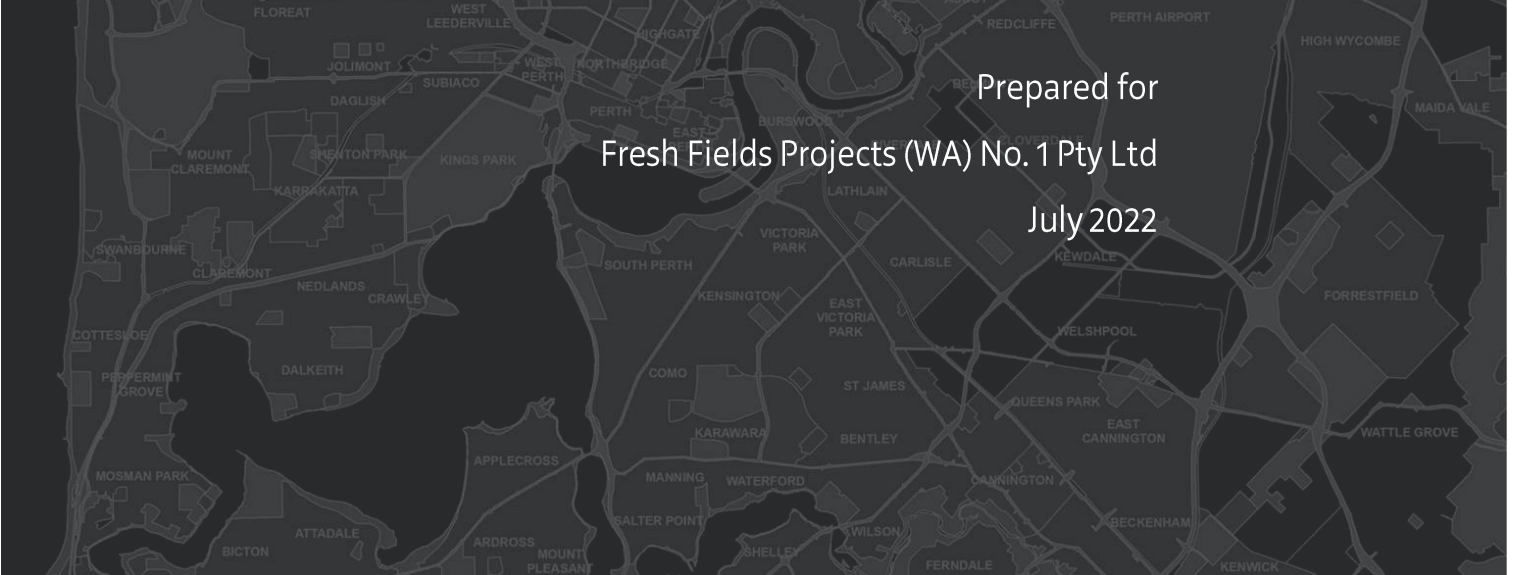 FLOREAT
WEST
LEEDERVILLE
HIGHGATE
REDCLIFFE
PERTH AIRPORT
HIGH WYCOMBE
JOLIMONT
WEST
PERTH
NORTHBRIDGE
SUBIACO
Prepared for
DAGLISH
PERTH
BURSWOOD
MAIDA VALE
EAST
CLOVERDALE
MOUNT
CLAREMONT
SHENTON PARK
KINGS PARK
Fresh Fields Projects (WA) No. 1 Pty Ltd
KARRAKATTA
LATHLAIN
July 2022
SWANBOURNE
VICTORIA
PARK
CLAREMONT
SOUTH PERTH
CARLISLE
KEWDALE
NEDLANDS
CRAWLEY
KENSINGTON
EAST
VICTORIA
PARK
FORRESTFIELD
COTTESLOE
WELSHPOOL
PEPPERMINT
GROVE
DALKEITH
COMO
ST JAMES
QUEENS PARK
KARAWARA
BENTLEY
EAST
CANNINGTON
WATTLE GROVE
MOSMAN PARK
APPLECROSS
MANNING
WATERFORD
CANNINGTON
ATTADALE
SALTER POINT
WILSON
BECKENHAM
BICTON
ARDROSS
MOUNT
PLEASANT
SHELLEY
FERNDALE
KENWICK